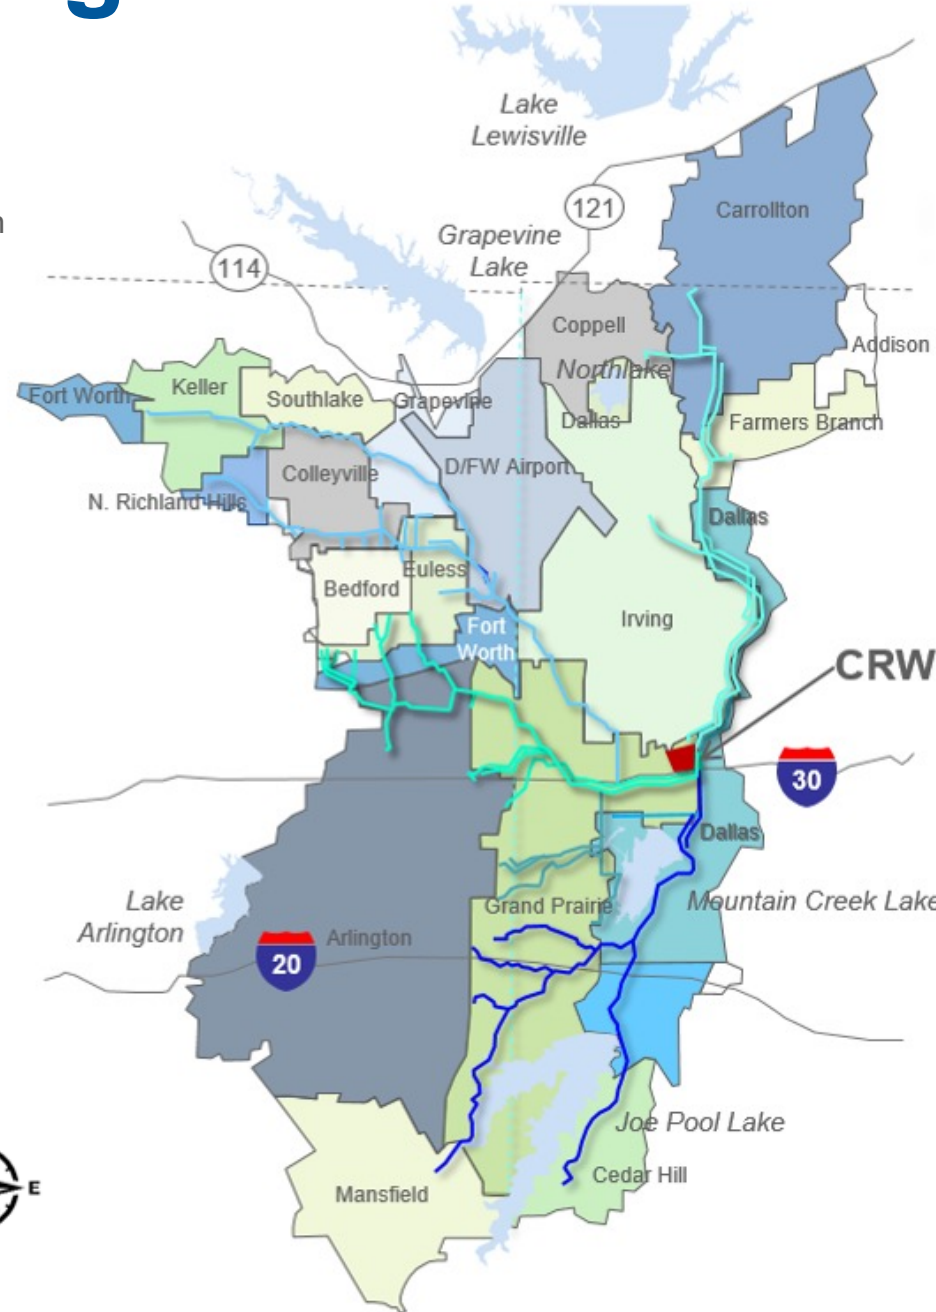 g
n
Lake
Lewisville
121
Carrollton
Grapevine
Lake
114
Coppell
Addison
Northlake
Fort Worth
Keller
Southlake
Grapevine
Dallas
Farmers Branch
Colleyville
D/FW Airport
N. Richland Hills
Dallas
Euless
Bedford
Irving
Fort
Worth
CRW
30
Dallas
Lake
Arlington
Grand Prairie
Mountain Creek Lake
Arlington
20
Joe Pool Lake
Cedar Hill
E
Mansfield